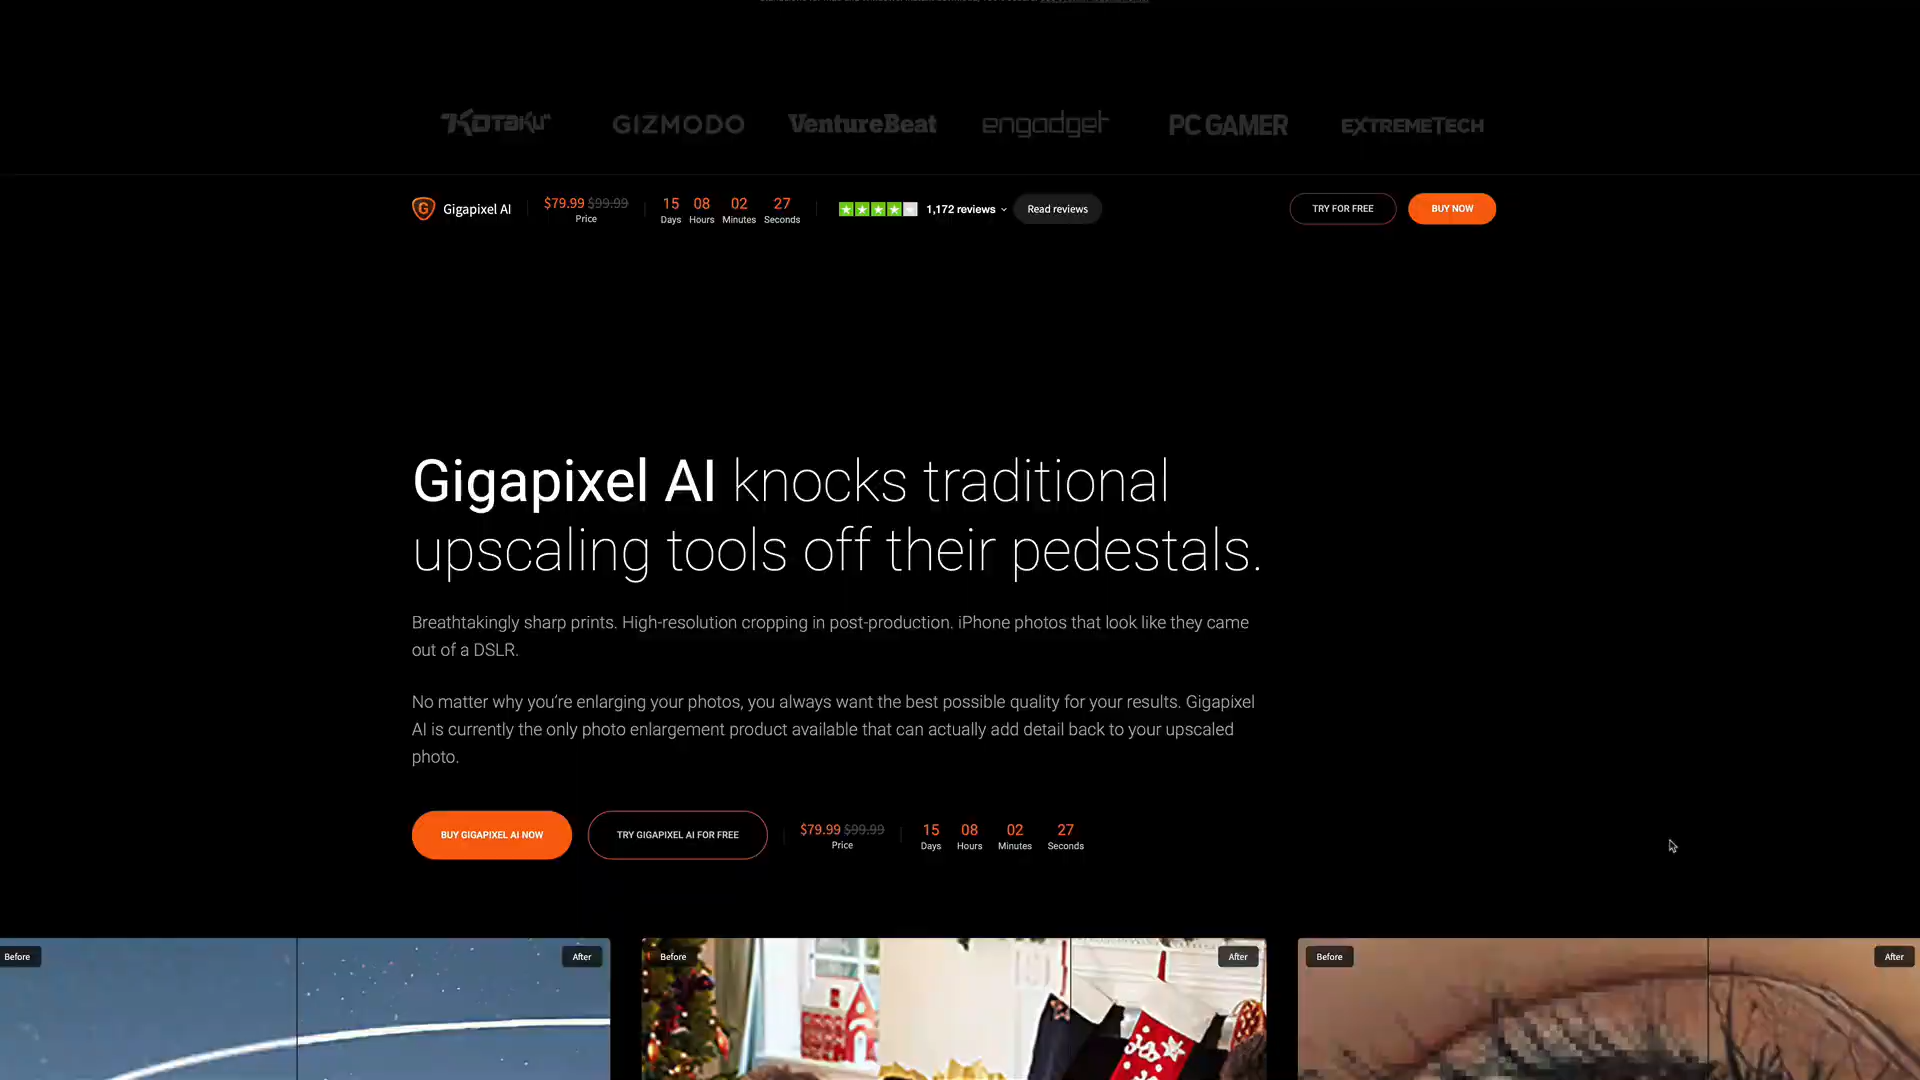 Kotaku
GIZMODO
VentureBeat
engadget
PC GAMER
EXTREMETECH
Gigapixel AI
$79.99 $99.99
Price
15 08 02 27
Days Hours Minutes Seconds
1,172 reviews
Read reviews
TRY FOR FREE
BUY NOW
Gigapixel AI knocks traditional
upscaling tools off their pedestals.
Breathtakingly sharp prints. High-resolution cropping in post-production. iPhone photos that look like they came
out of a DSLR.
No matter why you’re enlarging your photos, you always want the best possible quality for your results. Gigapixel
AI is currently the only photo enlargement product available that can actually add detail back to your upscaled
photo.
BUY GIGAPIXEL AI NOW
TRY GIGAPIXEL AI FOR FREE
$79.99 $99.99
Price
15 08 02 27
Days Hours Minutes Seconds
Before
After
Before
After
Before
After